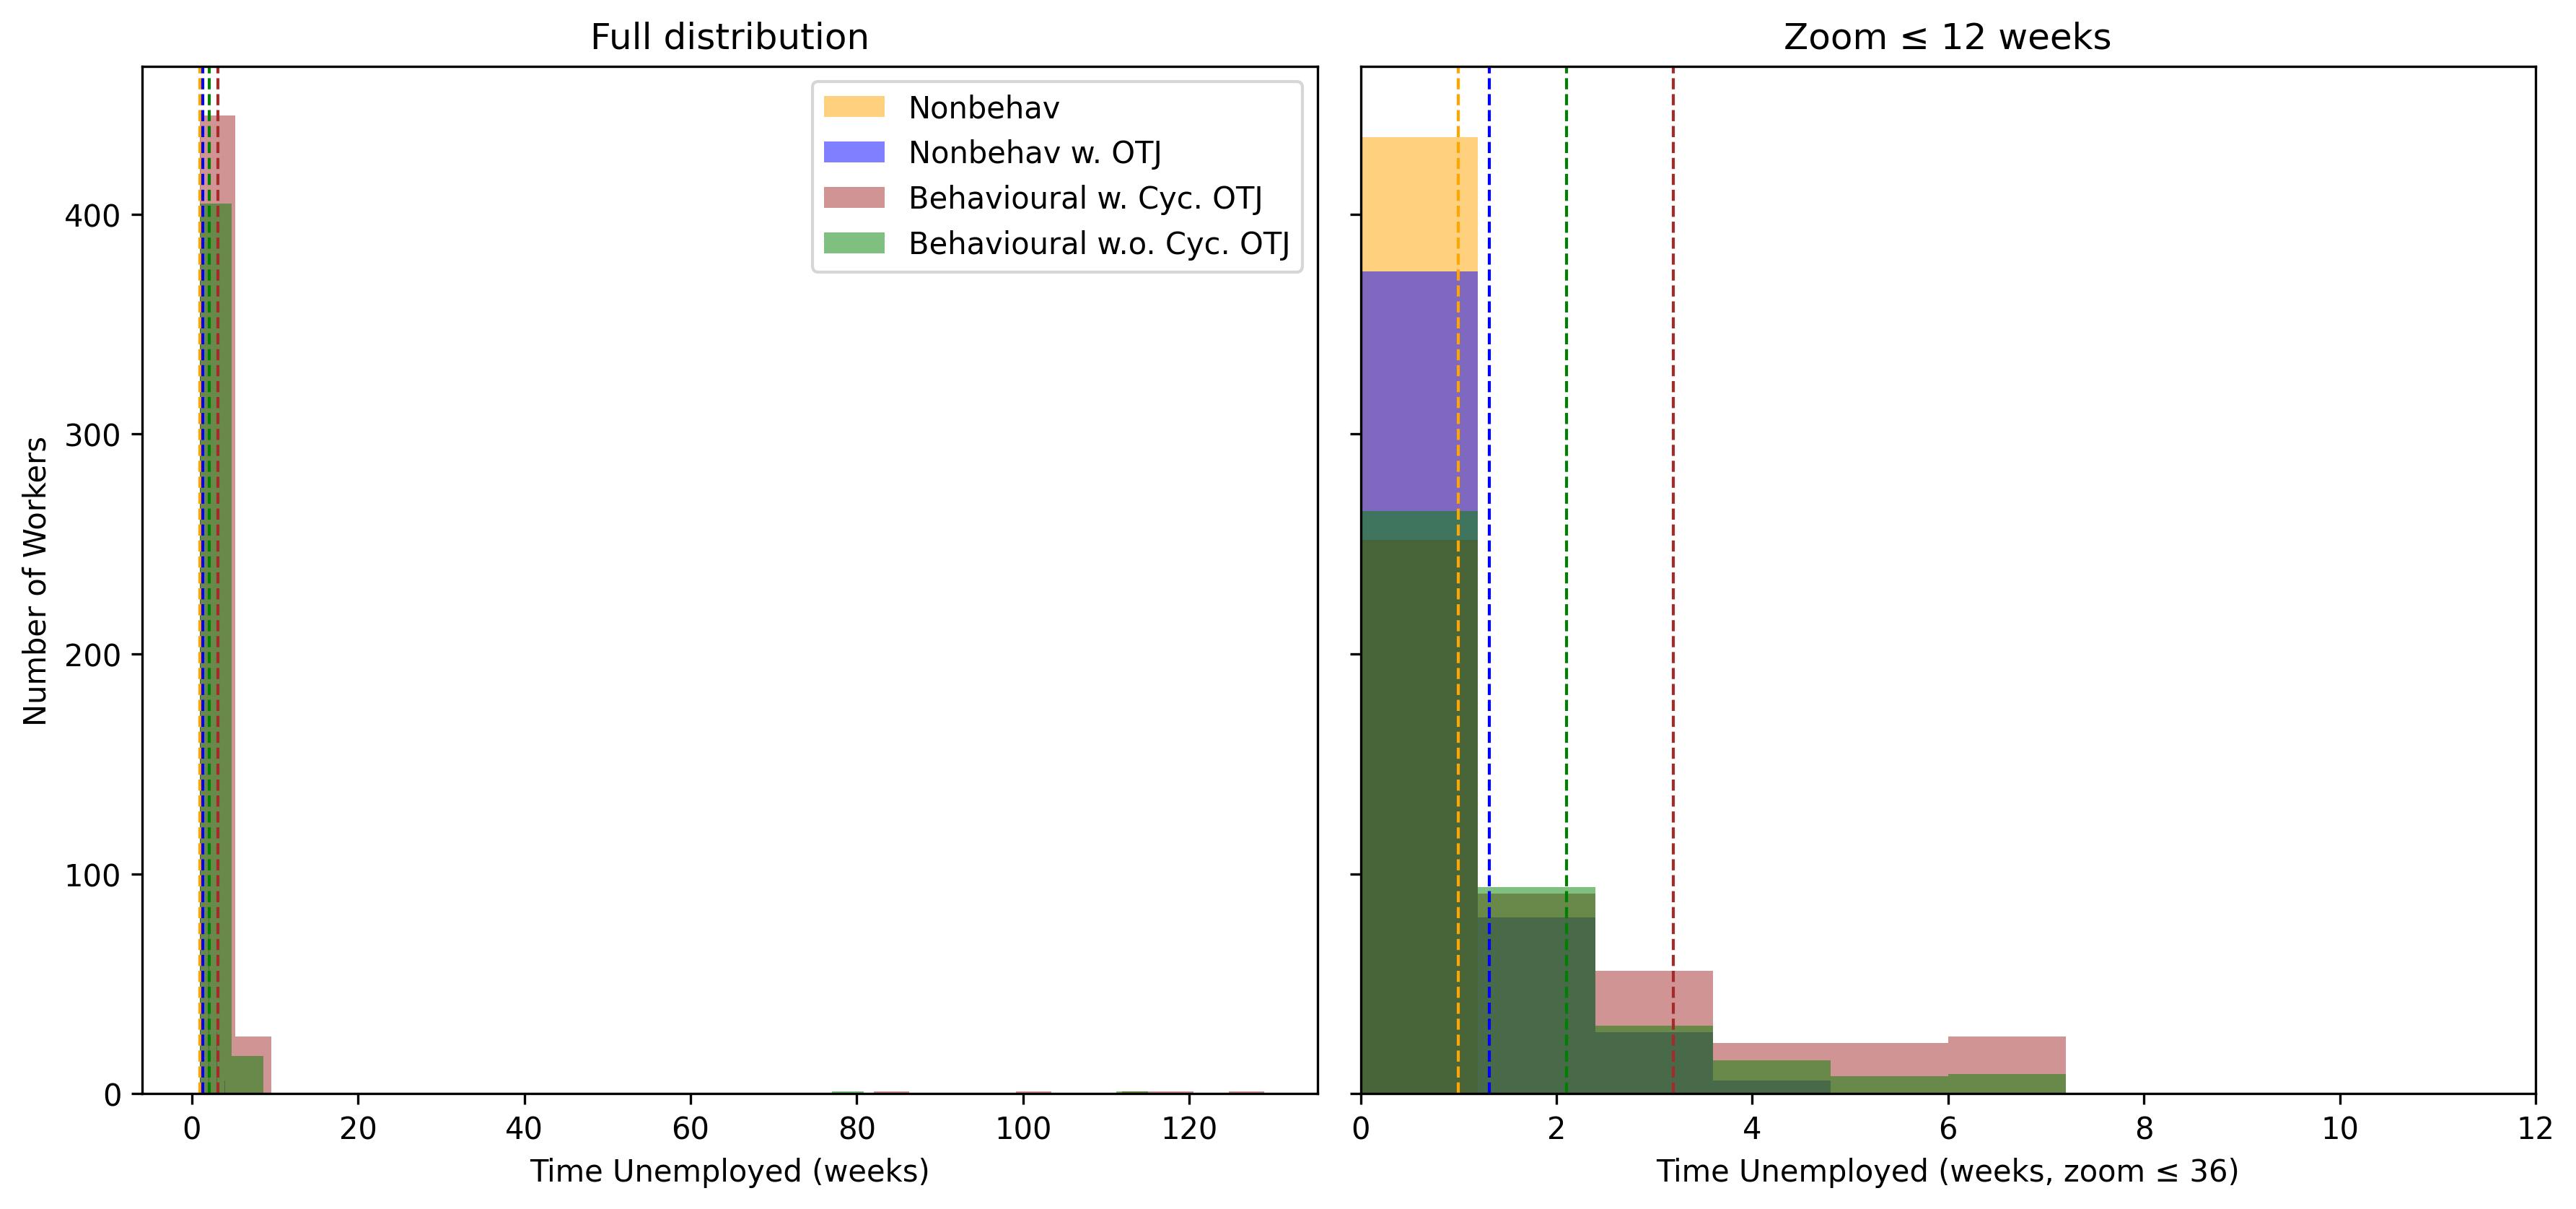 Full distribution
Nonbehav
Nonbehav w. OTJ
Behavioural w. Cyc. OTJ
Behavioural w.o. Cyc. OTJ
Number of Workers
400
300
200
100
0
0 20 40 60 80 100 120
Time Unemployed (weeks)
Zoom ≤ 12 weeks
0 2 4 6 8 10 12
Time Unemployed (weeks, zoom ≤ 36)